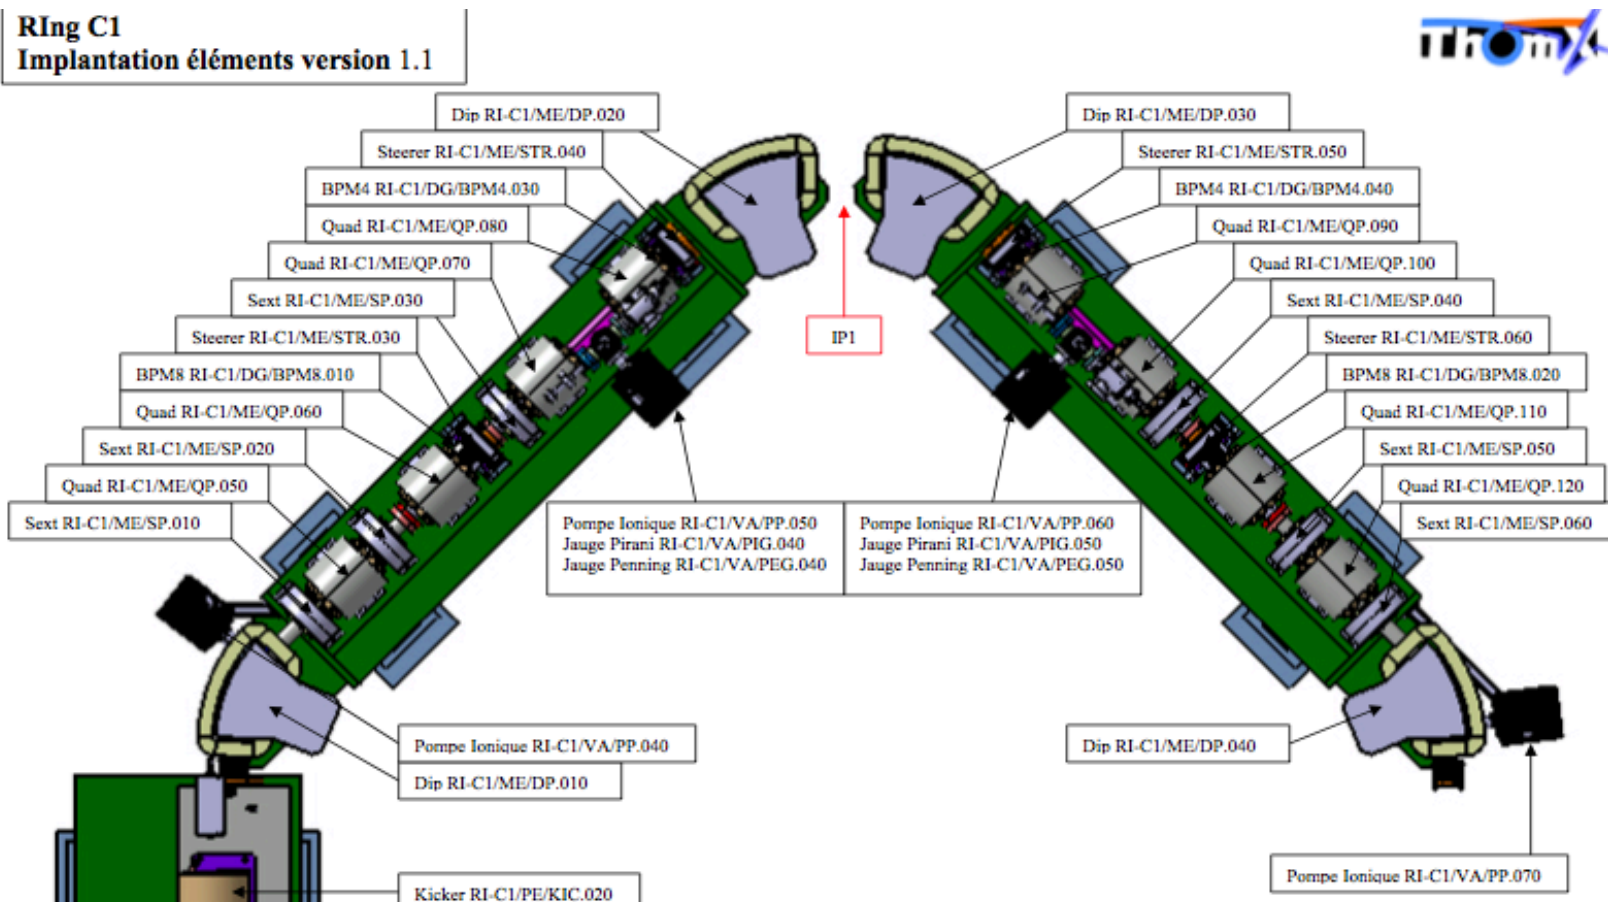 RIng C1
Implantation éléments version 1.1
ThomX
Dip RI-C1/ME/DP.020
Steerer RI-C1/ME/STR.040
BPM4 RI-C1/DG/BPM4.030
Quad RI-C1/ME/QP.080
Quad RI-C1/ME/QP.070
Sext RI-C1/ME/SP.030
Steerer RI-C1/ME/STR.030
BPM8 RI-C1/DG/BPM8.010
Quad RI-C1/ME/QP.060
Sext RI-C1/ME/SP.020
Quad RI-C1/ME/QP.050
Sext RI-C1/ME/SP.010
IP1
Dip RI-C1/ME/DP.030
Steerer RI-C1/ME/STR.050
BPM4 RI-C1/DG/BPM4.040
Quad RI-C1/ME/QP.090
Quad RI-C1/ME/QP.100
Sext RI-C1/ME/SP.040
Steerer RI-C1/ME/STR.060
BPM8 RI-C1/DG/BPM8.020
Quad RI-C1/ME/QP.110
Sext RI-C1/ME/SP.050
Quad RI-C1/ME/QP.120
Sext RI-C1/ME/SP.060
Pompe Ionique RI-C1/VA/PP.050
Jauge Pirani RI-C1/VA/PIG.040
Jauge Penning RI-C1/VA/PEG.040
Pompe Ionique RI-C1/VA/PP.060
Jauge Pirani RI-C1/VA/PIG.050
Jauge Penning RI-C1/VA/PEG.050
Pompe Ionique RI-C1/VA/PP.040
Dip RI-C1/ME/DP.010
Dip RI-C1/ME/DP.040
Pompe Ionique RI-C1/VA/PP.070
Kicker RI-C1/PE/KIC.020